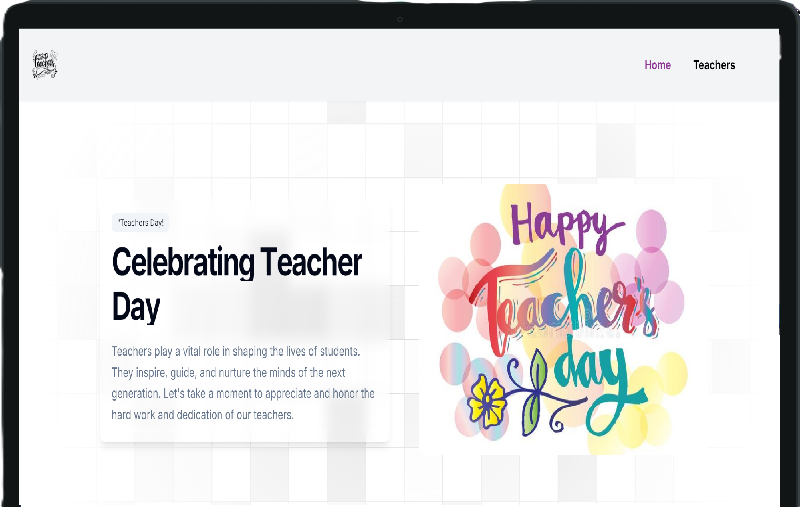 Home
Teachers
'Teachers Day!
Celebrating Teacher
Day
Teachers play a vital role in shaping the lives of students.
They inspire, guide, and nurture the minds of the next
generation. Let's take a moment to appreciate and honor the
hard work and dedication of our teachers.
Happy
Teacher's
day